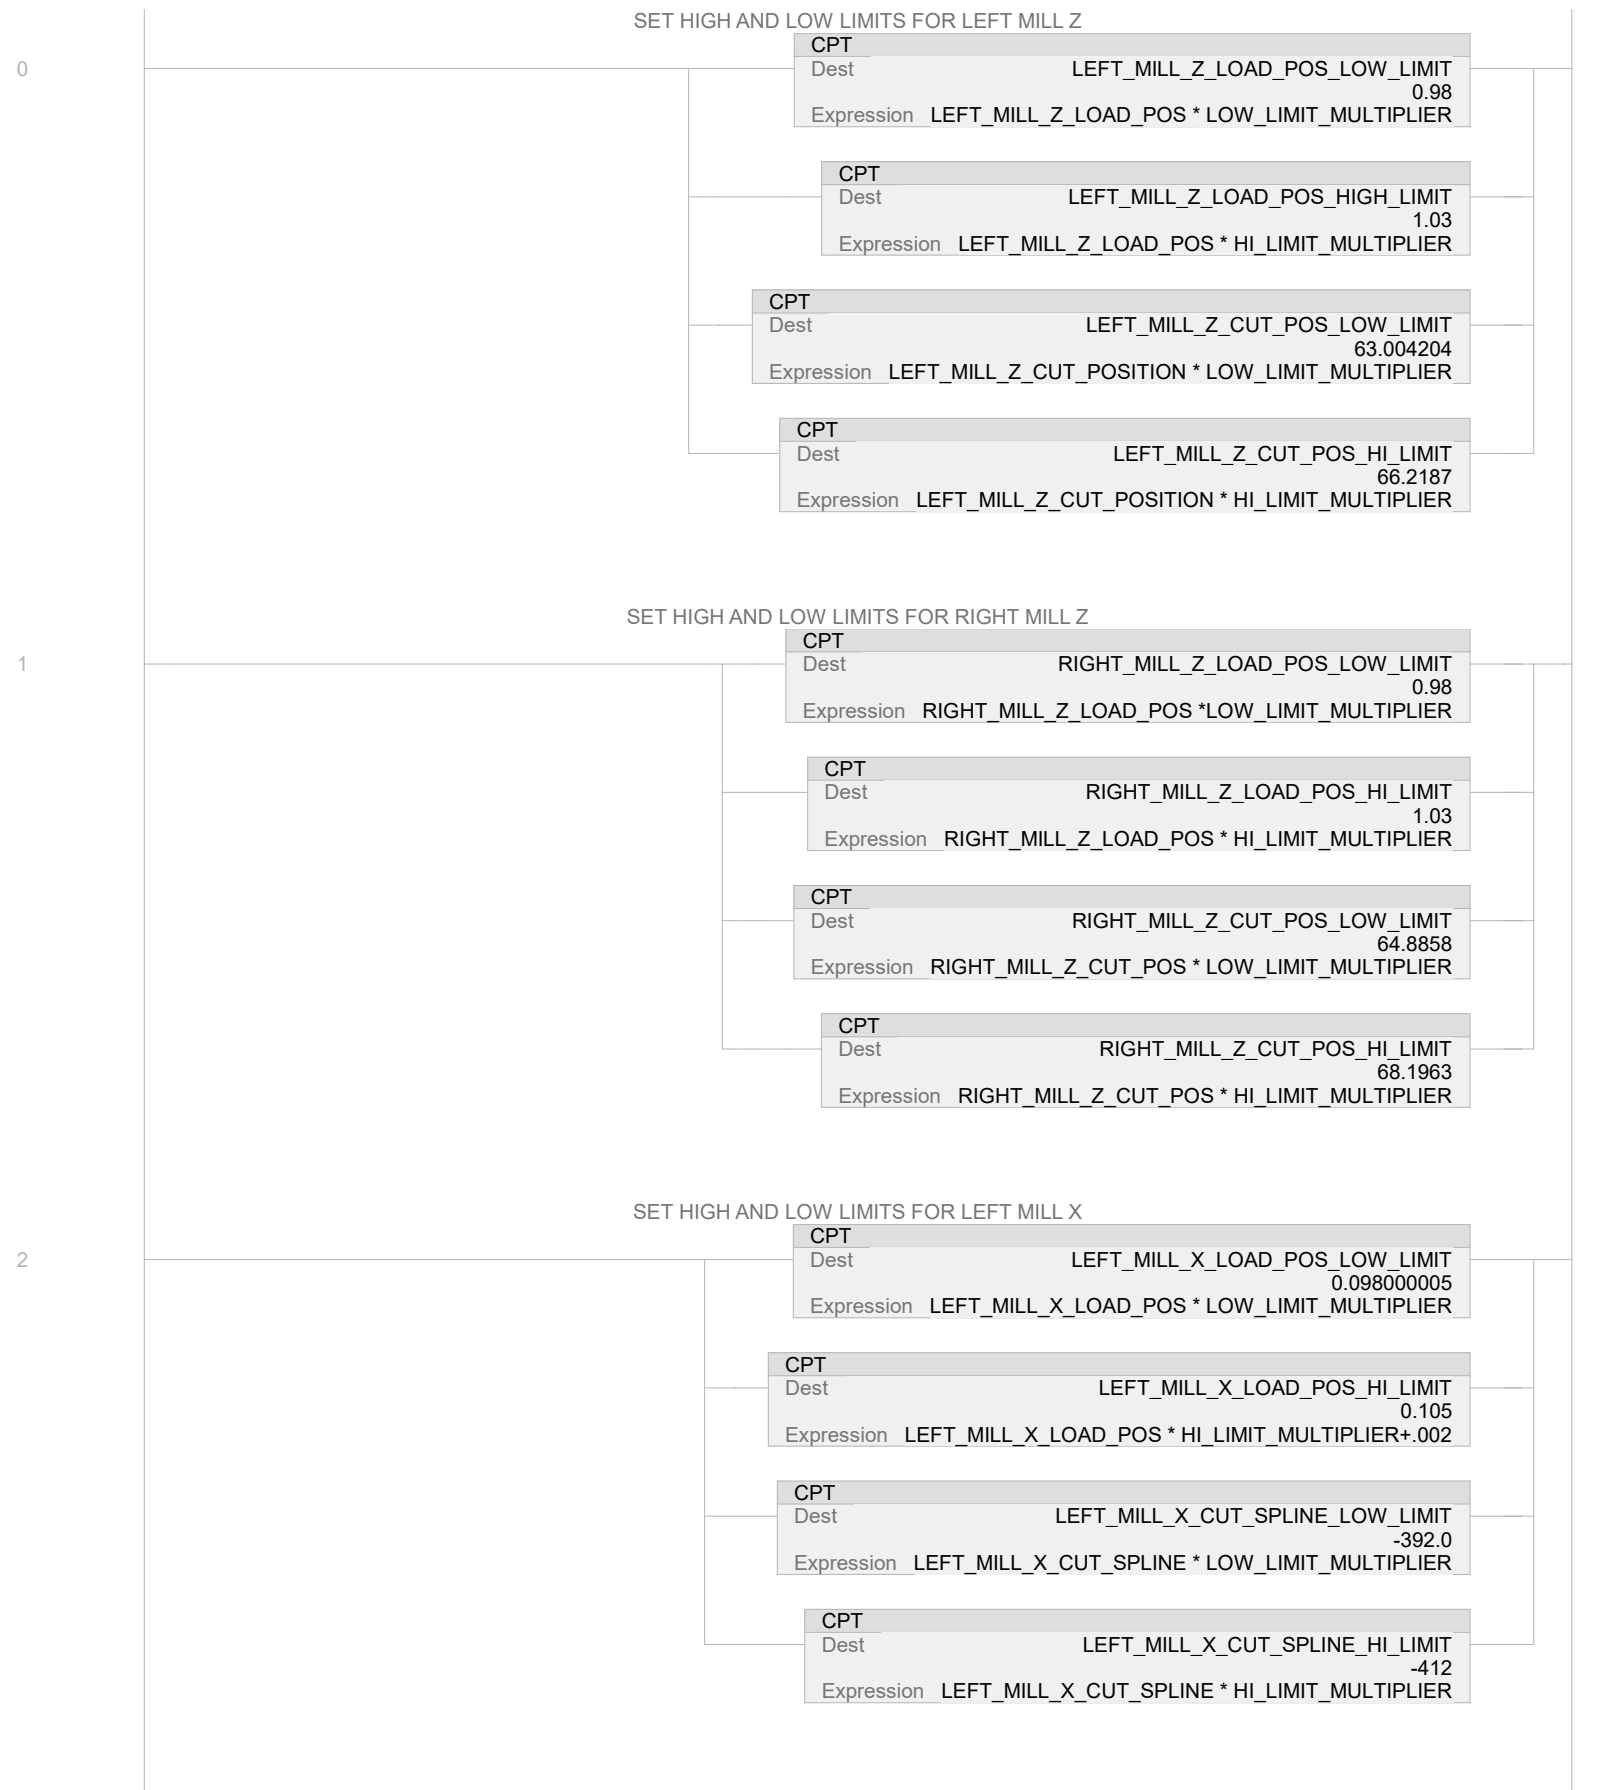 SET HIGH AND LOW LIMITS FOR LEFT MILL Z
CPT
0
Dest LEFT_MILL_Z_LOAD_POS_LOW_LIMIT
0.98
Expression LEFT_MILL_Z_LOAD_POS * LOW_LIMIT_MULTIPLIER
CPT
Dest LEFT_MILL_Z_LOAD_POS_HIGH_LIMIT
1.03
Expression LEFT_MILL_Z_LOAD_POS * HI_LIMIT_MULTIPLIER
CPT
Dest LEFT_MILL_Z_CUT_POS_LOW_LIMIT
63.004204
Expression LEFT_MILL_Z_CUT_POSITION * LOW_LIMIT_MULTIPLIER
CPT
Dest LEFT_MILL_Z_CUT_POS_HI_LIMIT
66.2187
Expression LEFT_MILL_Z_CUT_POSITION * HI_LIMIT_MULTIPLIER
SET HIGH AND LOW LIMITS FOR RIGHT MILL Z
CPT
1
Dest RIGHT_MILL_Z_LOAD_POS_LOW_LIMIT
0.98
Expression RIGHT_MILL_Z_LOAD_POS *LOW_LIMIT_MULTIPLIER
CPT
Dest RIGHT_MILL_Z_LOAD_POS_HI_LIMIT
1.03
Expression RIGHT_MILL_Z_LOAD_POS * HI_LIMIT_MULTIPLIER
CPT
Dest RIGHT_MILL_Z_CUT_POS_LOW_LIMIT
64.8858
Expression RIGHT_MILL_Z_CUT_POS * LOW_LIMIT_MULTIPLIER
CPT
Dest RIGHT_MILL_Z_CUT_POS_HI_LIMIT
68.1963
Expression RIGHT_MILL_Z_CUT_POS * HI_LIMIT_MULTIPLIER
SET HIGH AND LOW LIMITS FOR LEFT MILL X
CPT
2
Dest LEFT_MILL_X_LOAD_POS_LOW_LIMIT
0.098000005
Expression LEFT_MILL_X_LOAD_POS * LOW_LIMIT_MULTIPLIER
CPT
Dest LEFT_MILL_X_LOAD_POS_HI_LIMIT
0.105
Expression LEFT_MILL_X_LOAD_POS * HI_LIMIT_MULTIPLIER+.002
CPT
Dest LEFT_MILL_X_CUT_SPLINE_LOW_LIMIT
-392.0
Expression LEFT_MILL_X_CUT_SPLINE * LOW_LIMIT_MULTIPLIER
CPT
Dest LEFT_MILL_X_CUT_SPLINE_HI_LIMIT
-412
Expression LEFT_MILL_X_CUT_SPLINE * HI_LIMIT_MULTIPLIER